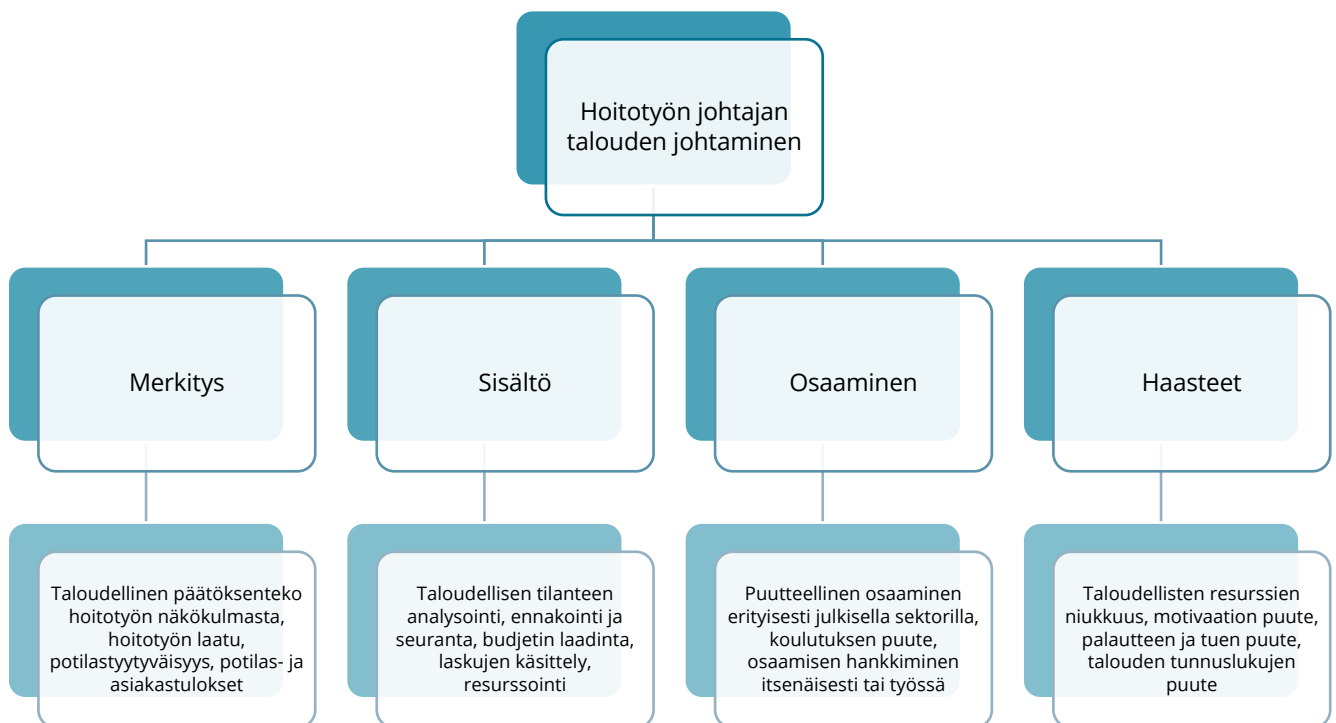 Hoitotyön johtajan
talouden johtaminen
Merkitys
Sisältö
Osaaminen
Haasteet
Taloudellinen päätöksenteko
hoitotyön näkökulmasta,
hoitotyön laatu,
potilastyytyväisyys, potilas- ja
asiakastulokset
Taloudellisen tilanteen
analysointi, ennakointi ja
seuranta, budjetin laadinta,
laskujen käsittely,
resurssointi
Puutteellinen osaaminen
erityisesti julkisella sektorilla,
koulutuksen puute,
osaamisen hankkiminen
itsenäisesti tai työssä
Taloudellisten resurssien
niukkuus, motivaation puute,
palautteen ja tuen puute,
talouden tunnuslukujen
puute